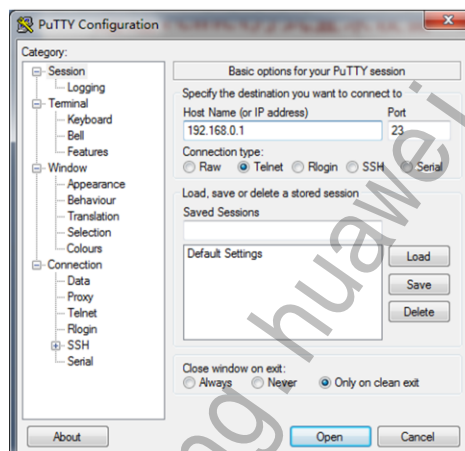 PuTTY Configuration
Category:
Session
Logging
Terminal
Keyboard
Bell
Features
Window
Appearance
Behaviour
Translation
Selection
Colours
Connection
Data
Proxy
Telnet
Rlogin
SSH
Serial
Basic options for your PuTTY session
Specify the destination you want to connect to
Host Name (or IP address) Port
192.168.0.1 23
Connection type:
Raw Telnet Rlogin SSH Serial
Load, save or delete a stored session
Saved Sessions
Default Settings
Load
Save
Delete
Close window on exit:
Always Never Only on clean exit
About Open Cancel
ng.huawei